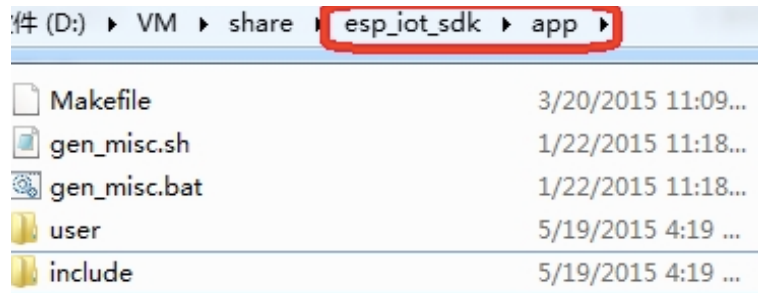 件 (D:) ▸ VM ▸ share ▸ esp_iot_sdk ▸ app ▸
Makefile 3/20/2015 11:09...
gen_misc.sh 1/22/2015 11:18...
gen_misc.bat 1/22/2015 11:18...
user 5/19/2015 4:19 ...
include 5/19/2015 4:19 ...